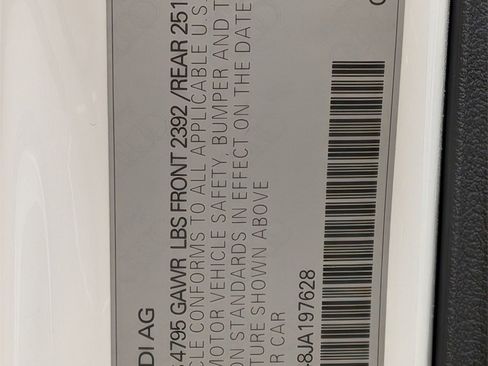 DI AG
4795 GAWR LBS FRONT 2392 / REAR 251
CLE CONFORMS TO ALL APPLICABLE U.S.
MOTOR VEHICLE SAFETY, BUMPER AND T
ON STANDARDS IN EFFECT ON THE DATE
TURE SHOWN ABOVE
R CAR
8JA197628